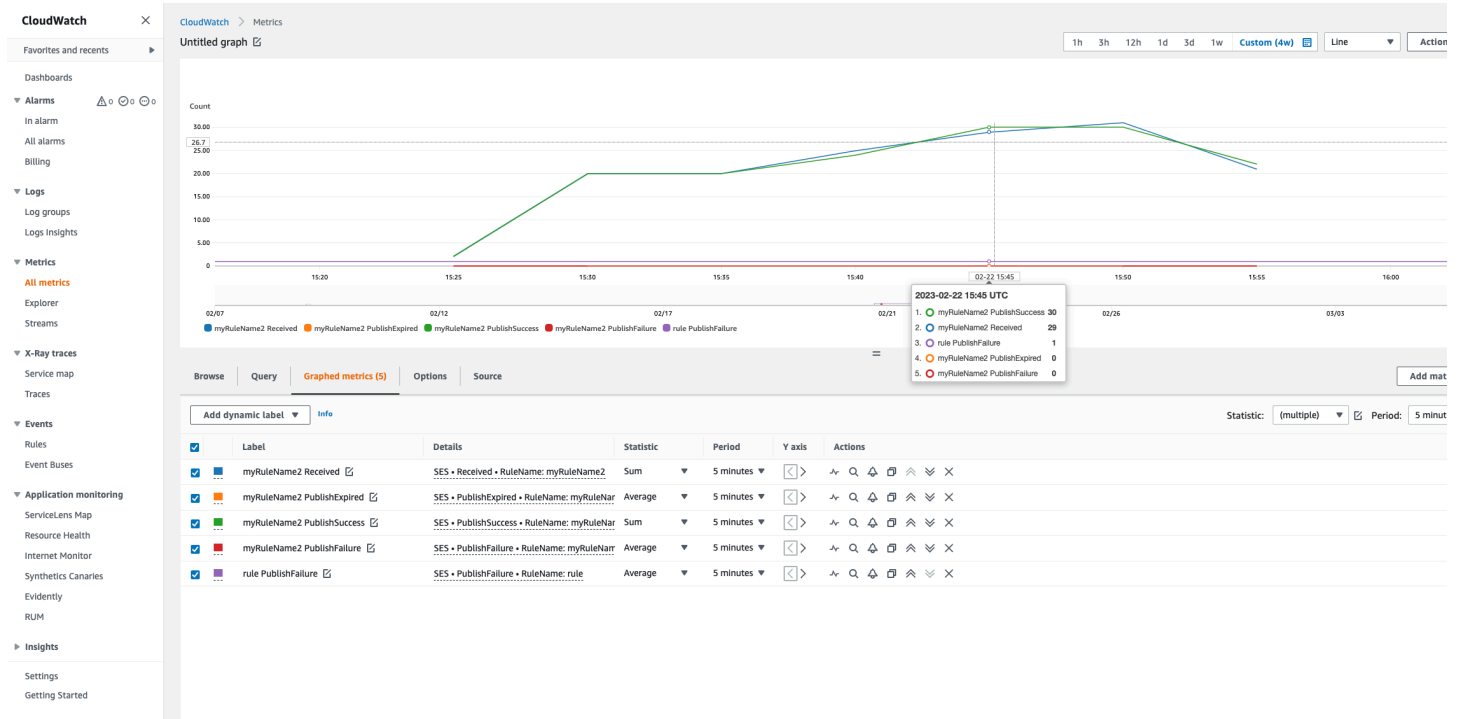 CloudWatch
Favorites and recents
Dashboards
Alarms 0 0 0
In alarm
All alarms
Billing
Logs
Log groups
Logs Insights
Metrics
All metrics
Explorer
Streams
X-Ray traces
Service map
Traces
Events
Rules
Event Buses
Application monitoring
ServiceLens Map
Resource Health
Internet Monitor
Synthetics Canaries
Evidently
RUM
Insights
Settings
Getting Started
CloudWatch > Metrics
Untitled graph
1h 3h 12h 1d 3d 1w Custom (4w) Line Action
Count
30.00
26.7
25.00
20.00
15.00
10.00
5.00
0
15:20 15:25 15:30 15:35 15:40 02-22 15:45 15:50 15:55 16:00
02/07 02/12 02/17 02/21 02/26 03/03
myRuleName2 Received myRuleName2 PublishExpired myRuleName2 PublishSuccess myRuleName2 PublishFailure rule PublishFailure
2023-02-22 15:45 UTC
1. myRuleName2 PublishSuccess 30
2. myRuleName2 Received 29
3. rule PublishFailure 1
4. myRuleName2 PublishExpired 0
5. myRuleName2 PublishFailure 0
Browse Query Graphed metrics (5) Options Source Add mat
Add dynamic label Info Statistic: (multiple) Period: 5 minut
Label Details Statistic Period Y axis Actions
myRuleName2 Received SES • Received • RuleName: myRuleName2 Sum 5 minutes
myRuleName2 PublishExpired SES • PublishExpired • RuleName: myRuleNar Average 5 minutes
myRuleName2 PublishSuccess SES • PublishSuccess • RuleName: myRuleNar Sum 5 minutes
myRuleName2 PublishFailure SES • PublishFailure • RuleName: myRuleNam Average 5 minutes
rule PublishFailure SES • PublishFailure • RuleName: rule Average 5 minutes